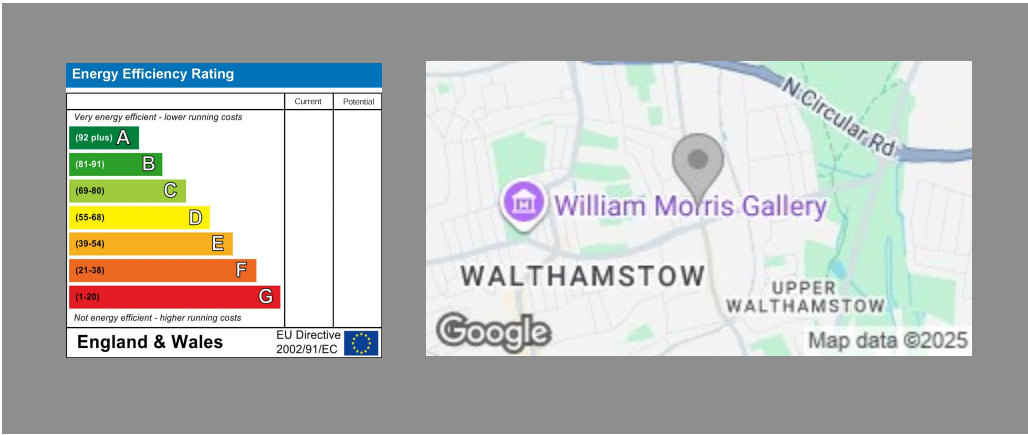 Energy Efficiency Rating
Current Potential
Very energy efficient - lower running costs
(92 plus) A
(81-91) B
(69-80) C
(55-68) D
(39-54) E
(21-38) F
(1-20) G
Not energy efficient - higher running costs
England & Wales
EU Directive
2002/91/EC
N Circular Rd
William Morris Gallery
WALTHAMSTOW
UPPER
WALTHAMSTOW
Google
Map data ©2025